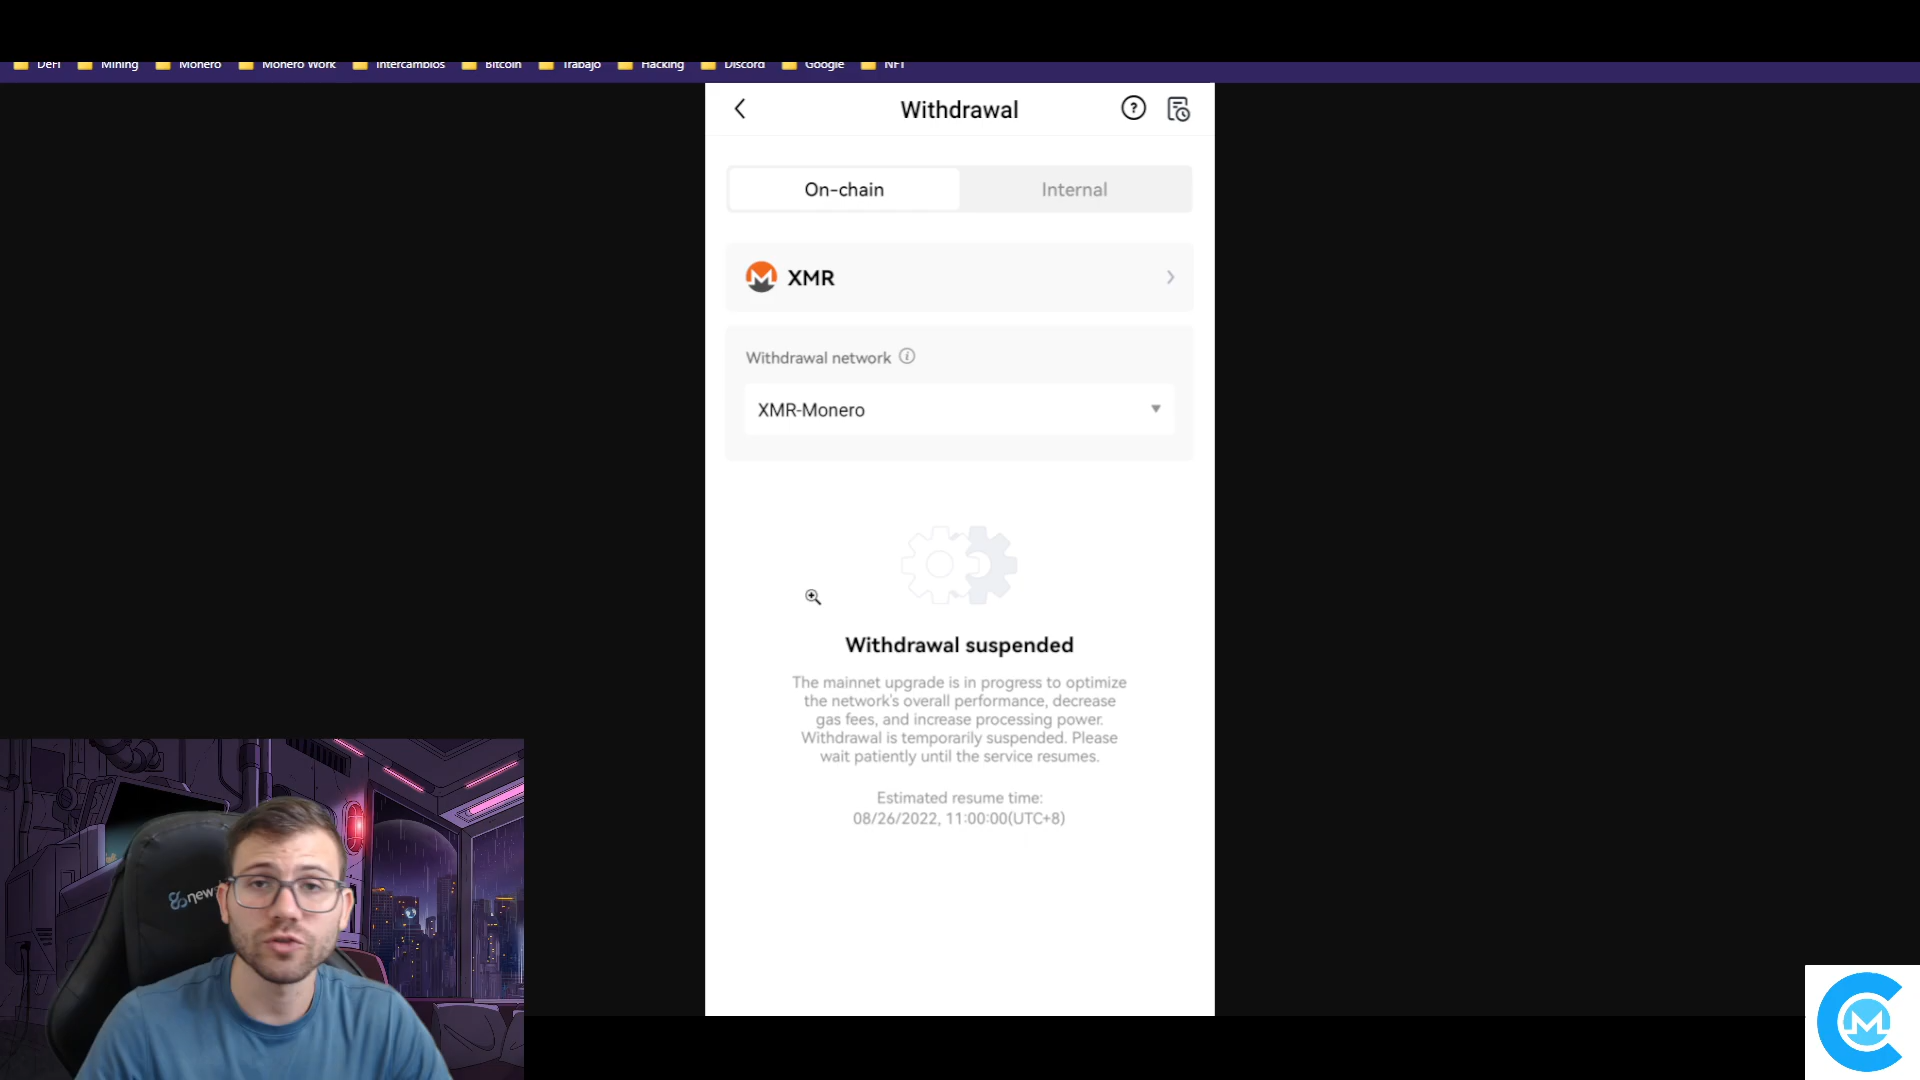 DeFi Mining Monero Monero Work Intercambios Bitcoin Trabajo Hacking Discord Google NFT
Withdrawal
On-chain Internal
XMR
Withdrawal network
XMR-Monero
Withdrawal suspended
The mainnet upgrade is in progress to optimize
the network's overall performance, decrease
gas fees, and increase processing power.
Withdrawal is temporarily suspended. Please
wait patiently until the service resumes.
Estimated resume time:
08/26/2022, 11:00:00(UTC+8)